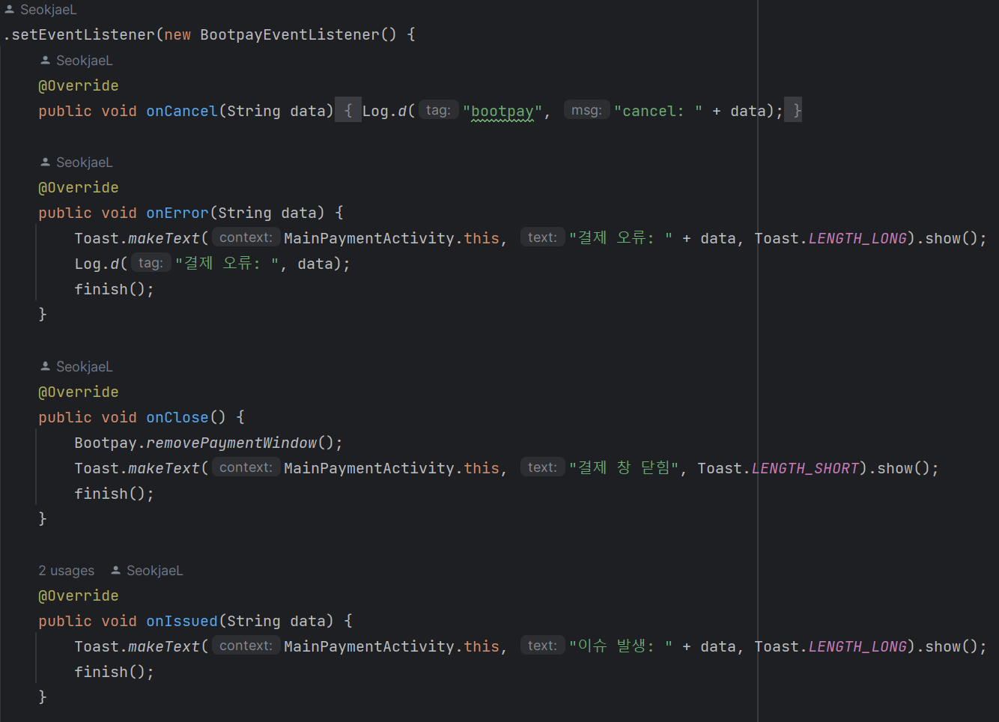 SeokjaeL
.setEventListener(new BootpayEventListener() {
SeokjaeL
@Override
public void onCancel(String data) { Log.d( tag: "bootpay", msg: "cancel: " + data); }
SeokjaeL
@Override
public void onError(String data) {
Toast.makeText( context: MainPaymentActivity.this, text: "결제 오류: " + data, Toast.LENGTH_LONG).show();
Log.d( tag: "결제 오류: ", data);
finish();
}
SeokjaeL
@Override
public void onClose() {
Bootpay.removePaymentWindow();
Toast.makeText( context: MainPaymentActivity.this, text: "결제 창 닫힘", Toast.LENGTH_SHORT).show();
finish();
}
2 usages SeokjaeL
@Override
public void onIssued(String data) {
Toast.makeText( context: MainPaymentActivity.this, text: "이슈 발생: " + data, Toast.LENGTH_LONG).show();
finish();
}